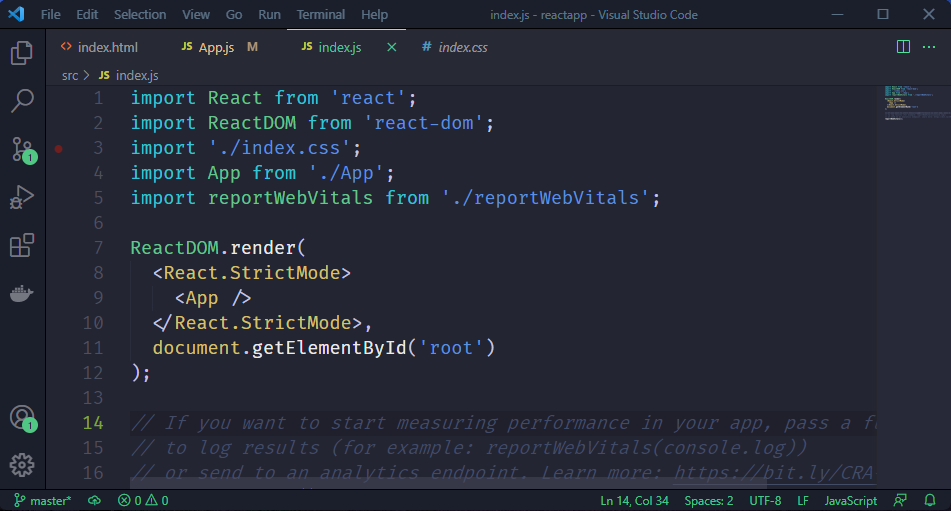 File Edit Selection View Go Run Terminal Help index.js - reactapp - Visual Studio Code
<> index.html JS App.js M JS index.js # index.css
src > JS index.js
1 import React from 'react';
2 import ReactDOM from 'react-dom';
3 import './index.css';
4 import App from './App';
5 import reportWebVitals from './reportWebVitals';
6
7 ReactDOM.render(
8 <React.StrictMode>
9 <App />
10 </React.StrictMode>,
11 document.getElementById('root')
12 );
13
14 // If you want to start measuring performance in your app, pass a f
15 // to log results (for example: reportWebVitals(console.log))
16 // or send to an analytics endpoint. Learn more: https://bit.ly/CRA
1
1
master* 0 0 Ln 14, Col 34 Spaces: 2 UTF-8 LF JavaScript